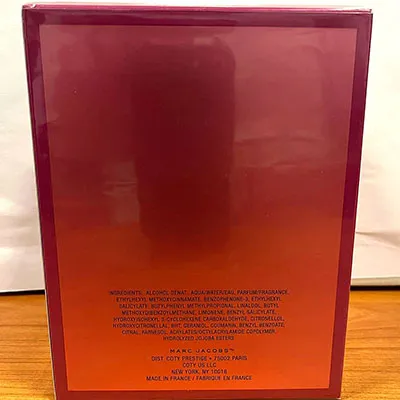 INGREDIENTS: ALCOHOL DENAT., AQUA/WATER/EAU, PARFUM/FRAGRANCE,
ETHYLHEXYL METHOXYCINNAMATE, BENZOPHENONE-3, ETHYLHEXYL
SALICYLATE, BUTYLPHENYL METHYLPROPIONAL, LINALOOL, BUTYL
METHOXYDIBENZOYLMETHANE, LIMONENE, BENZYL SALICYLATE,
HYDROXYISOHEXYL 3-CYCLOHEXENE CARBOXALDEHYDE, CITRONELLOL,
HYDROXYCITRONELLAL, BHT, GERANIOL, COUMARIN, BENZYL BENZOATE,
CITRAL, FARNESOL, ACRYLATES/OCTYLACRYLAMIDE COPOLYMER,
HYDROLYZED JOJOBA ESTERS
MARC JACOBS™
DIST. COTY PRESTIGE • 75002 PARIS
COTY US LLC
NEW YORK, NY 10016
MADE IN FRANCE / FABRIQUÉ EN FRANCE